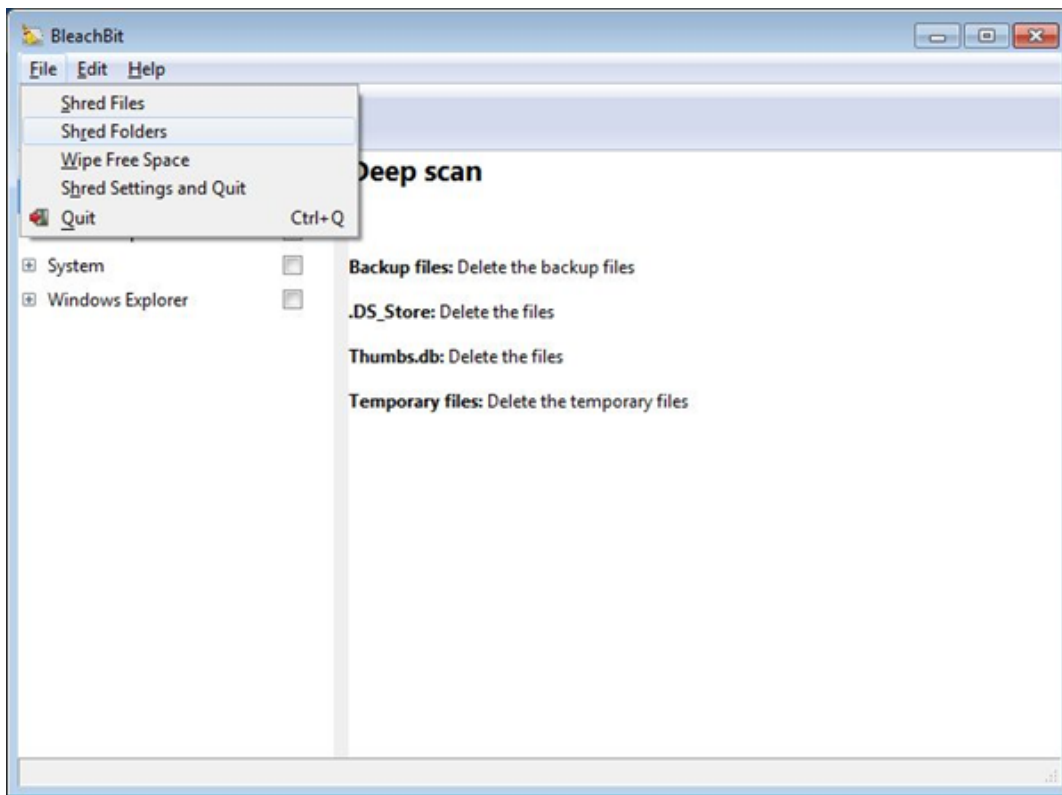 BleachBit
File Edit Help
Shred Files
Shred Folders
Wipe Free Space
Shred Settings and Quit
Quit Ctrl+Q
Deep scan
System
Windows Explorer
Backup files: Delete the backup files
.DS_Store: Delete the files
Thumbs.db: Delete the files
Temporary files: Delete the temporary files